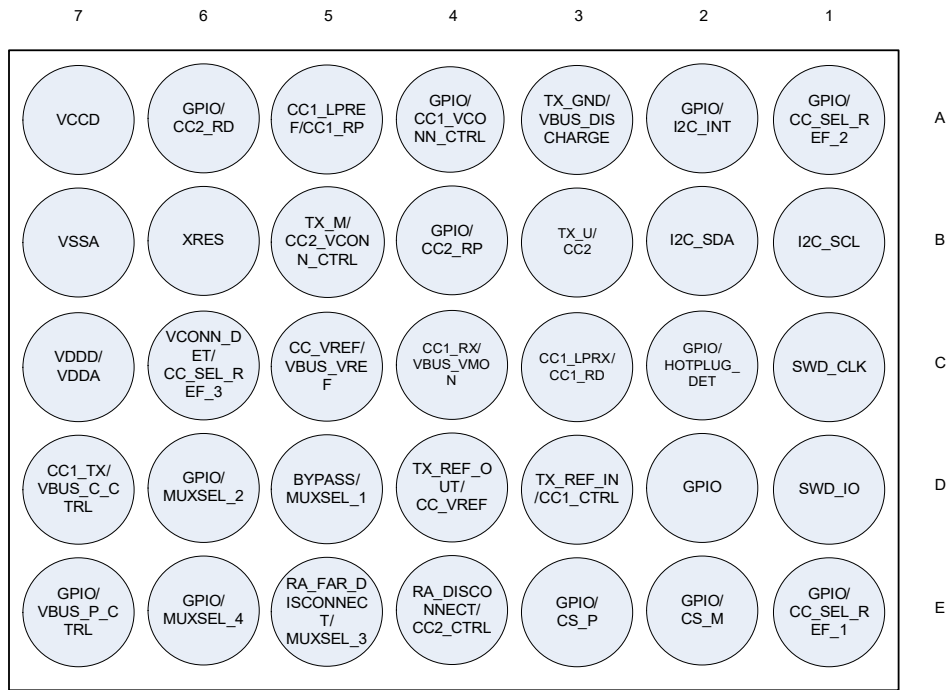 7 6 5 4 3 2 1
VCCD
GPIO/
CC2_RD
CC1_LPRE
F/CC1_RP
GPIO/
CC1_VCO
NN_CTRL
TX_GND/
VBUS_DIS
CHARGE
GPIO/
I2C_INT
GPIO/
CC_SEL_R
EF_2
A
VSSA
XRES
TX_M/
CC2_VCON
N_CTRL
GPIO/
CC2_RP
TX_U/
CC2
I2C_SDA
I2C_SCL
B
VDDD/
VDDA
VCONN_D
ET/
CC_SEL_R
EF_3
CC_VREF/
VBUS_VRE
F
CC1_RX/
VBUS_VMO
N
CC1_LPRX/
CC1_RD
GPIO/
HOTPLUG_
DET
SWD_CLK
C
CC1_TX/
VBUS_C_C
TRL
GPIO/
MUXSEL_2
BYPASS/
MUXSEL_1
TX_REF_O
UT/
CC_VREF
TX_REF_IN
/CC1_CTRL
GPIO
SWD_IO
D
GPIO/
VBUS_P_C
TRL
GPIO/
MUXSEL_4
RA_FAR_D
ISCONNEC
T/
MUXSEL_3
RA_DISCO
NNECT/
CC2_CTRL
GPIO/
CS_P
GPIO/
CS_M
GPIO/
CC_SEL_R
EF_1
E